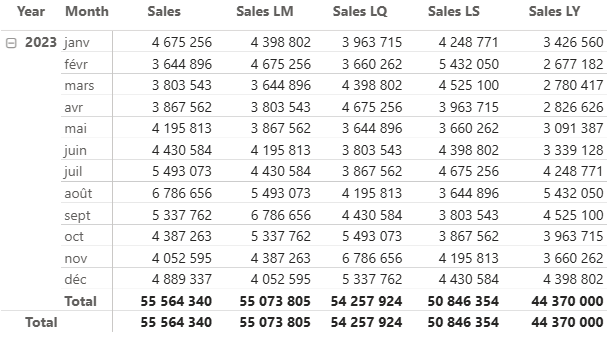 Year Month Sales Sales LM Sales LQ Sales LS Sales LY
2023 janv 4 675 256 4 398 802 3 963 715 4 248 771 3 426 560
févr 3 644 896 4 675 256 3 660 262 5 432 050 2 677 182
mars 3 803 543 3 644 896 4 398 802 4 525 100 2 780 417
avr 3 867 562 3 803 543 4 675 256 3 963 715 2 826 626
mai 4 195 813 3 867 562 3 644 896 3 660 262 3 091 387
juin 4 430 584 4 195 813 3 803 543 4 398 802 3 339 128
juil 5 493 073 4 430 584 3 867 562 4 675 256 4 248 771
août 6 786 656 5 493 073 4 195 813 3 644 896 5 432 050
sept 5 337 762 6 786 656 4 430 584 3 803 543 4 525 100
oct 4 387 263 5 337 762 5 493 073 3 867 562 3 963 715
nov 4 052 595 4 387 263 6 786 656 4 195 813 3 660 262
déc 4 889 337 4 052 595 5 337 762 4 430 584 4 398 802
Total 55 564 340 55 073 805 54 257 924 50 846 354 44 370 000
Total 55 564 340 55 073 805 54 257 924 50 846 354 44 370 000